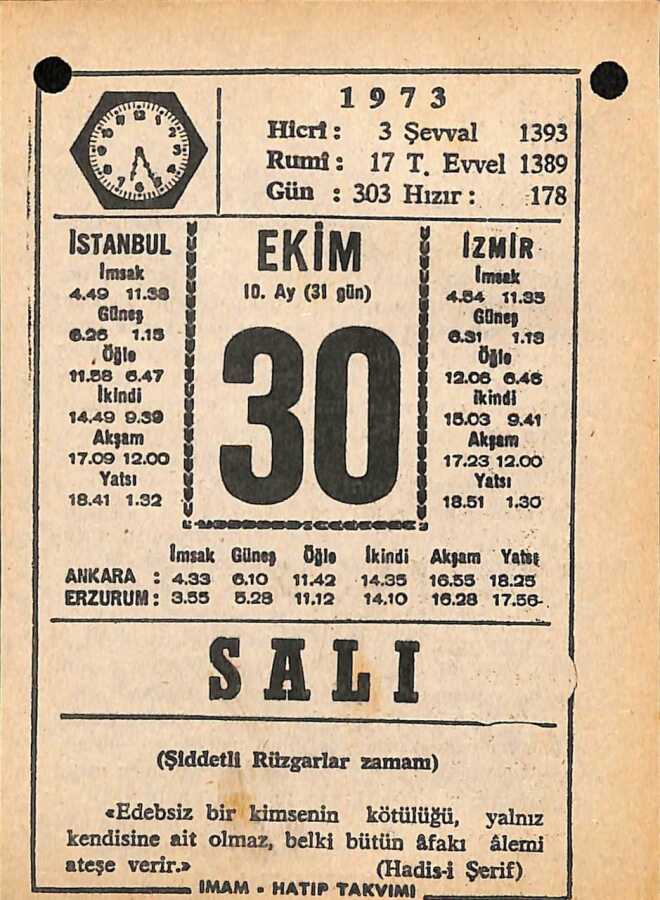 1973
Hicrî : 3 Şevval 1393
Rumî : 17 T. Evvel 1389
Gün : 303 Hızır : 178
İSTANBUL
İmsak
4.49 11.38
Güneş
6.26 1.15
Öğle
11.58 6.47
İkindi
14.49 9.39
Akşam
17.09 12.00
Yatsı
18.41 1.32
EKİM
10. Ay (31 gün)
30
İZMİR
İmsak
4.54 11.35
Güneş
6.31 1.13
Öğle
12.06 6.46
İkindi
15.03 9.41
Akşam
17.23 12.00
Yatsı
18.51 1.30
İmsak Güneş Öğle İkindi Akşam Yatsı
ANKARA : 4.33 6.10 11.42 14.35 16.55 18.25
ERZURUM : 3.55 5.28 11.12 14.10 16.28 17.56
SALI
(Şiddetli Rüzgarlar zamanı)
«Edebsiz bir kimsenin kötülüğü, yalnız
kendisine ait olmaz, belki bütün âfakı âlemi
ateşe verir.» (Hadis-i Şerif)
İMAM - HATIP TAKVIMI